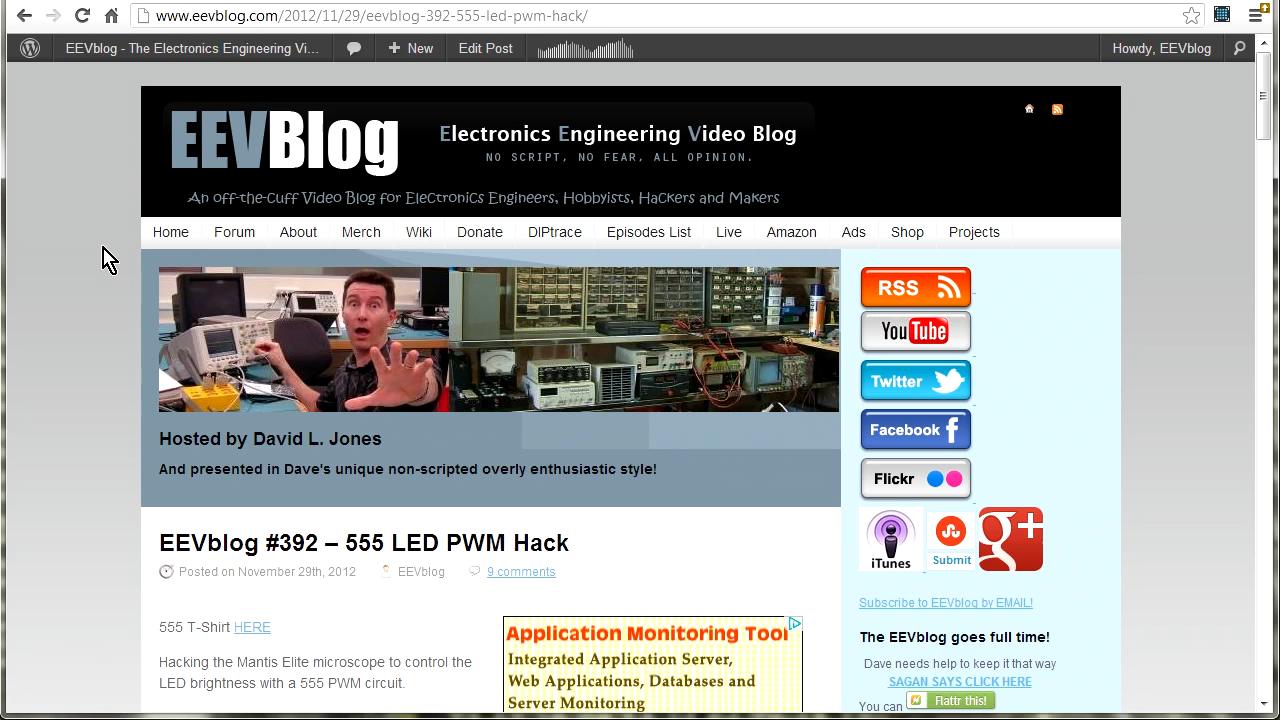 www.eevblog.com/2012/11/29/eevblog-392-555-led-pwm-hack/
EEVblog - The Electronics Engineering Vi... New Edit Post Howdy, EEVblog
EEVBlog
Electronics Engineering Video Blog
NO SCRIPT, NO FEAR, ALL OPINION.
An off-the-cuff Video Blog for Electronics Engineers, Hobbyists, Hackers and Makers
Home Forum About Merch Wiki Donate DIPtrace Episodes List Live Amazon Ads Shop Projects
Hosted by David L. Jones
And presented in Dave's unique non-scripted overly enthusiastic style!
EEVblog #392 – 555 LED PWM Hack
Posted on November 29th, 2012 EEVblog 9 comments
555 T-Shirt HERE
Hacking the Mantis Elite microscope to control the
LED brightness with a 555 PWM circuit.
Application Monitoring Tool
Integrated Application Server,
Web Applications, Databases and
Server Monitoring
RSS
YouTube
Twitter
Facebook
Flickr
iTunes
Submit
g+
Subscribe to EEVblog by EMAIL!
The EEVblog goes full time!
Dave needs help to keep it that way
SAGAN SAYS CLICK HERE
You can Flattr this!